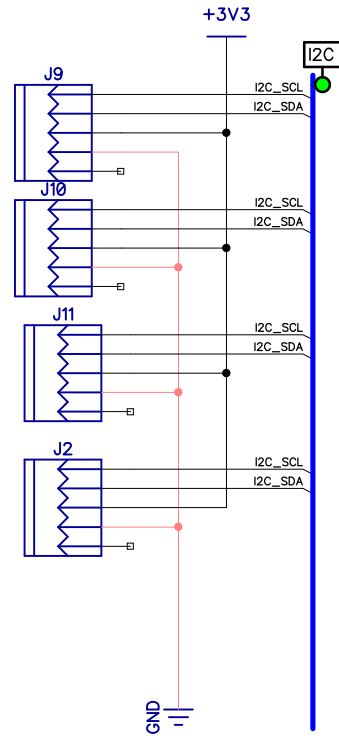 +3V3
I2C
J9
I2C_SCL
I2C_SDA
J10
I2C_SCL
I2C_SDA
J11
I2C_SCL
I2C_SDA
J2
I2C_SCL
I2C_SDA
GND